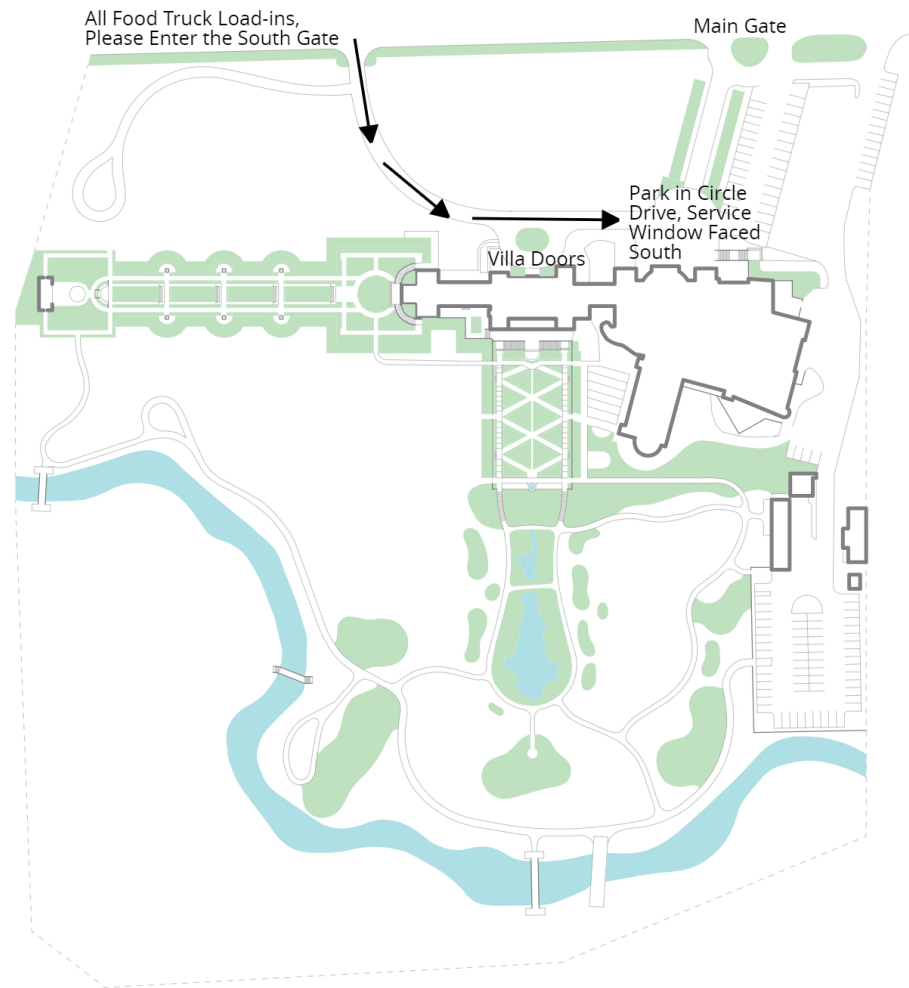 All Food Truck Load-ins,
Please Enter the South Gate
Main Gate
Park in Circle
Drive, Service
Window Faced
South
Villa Doors